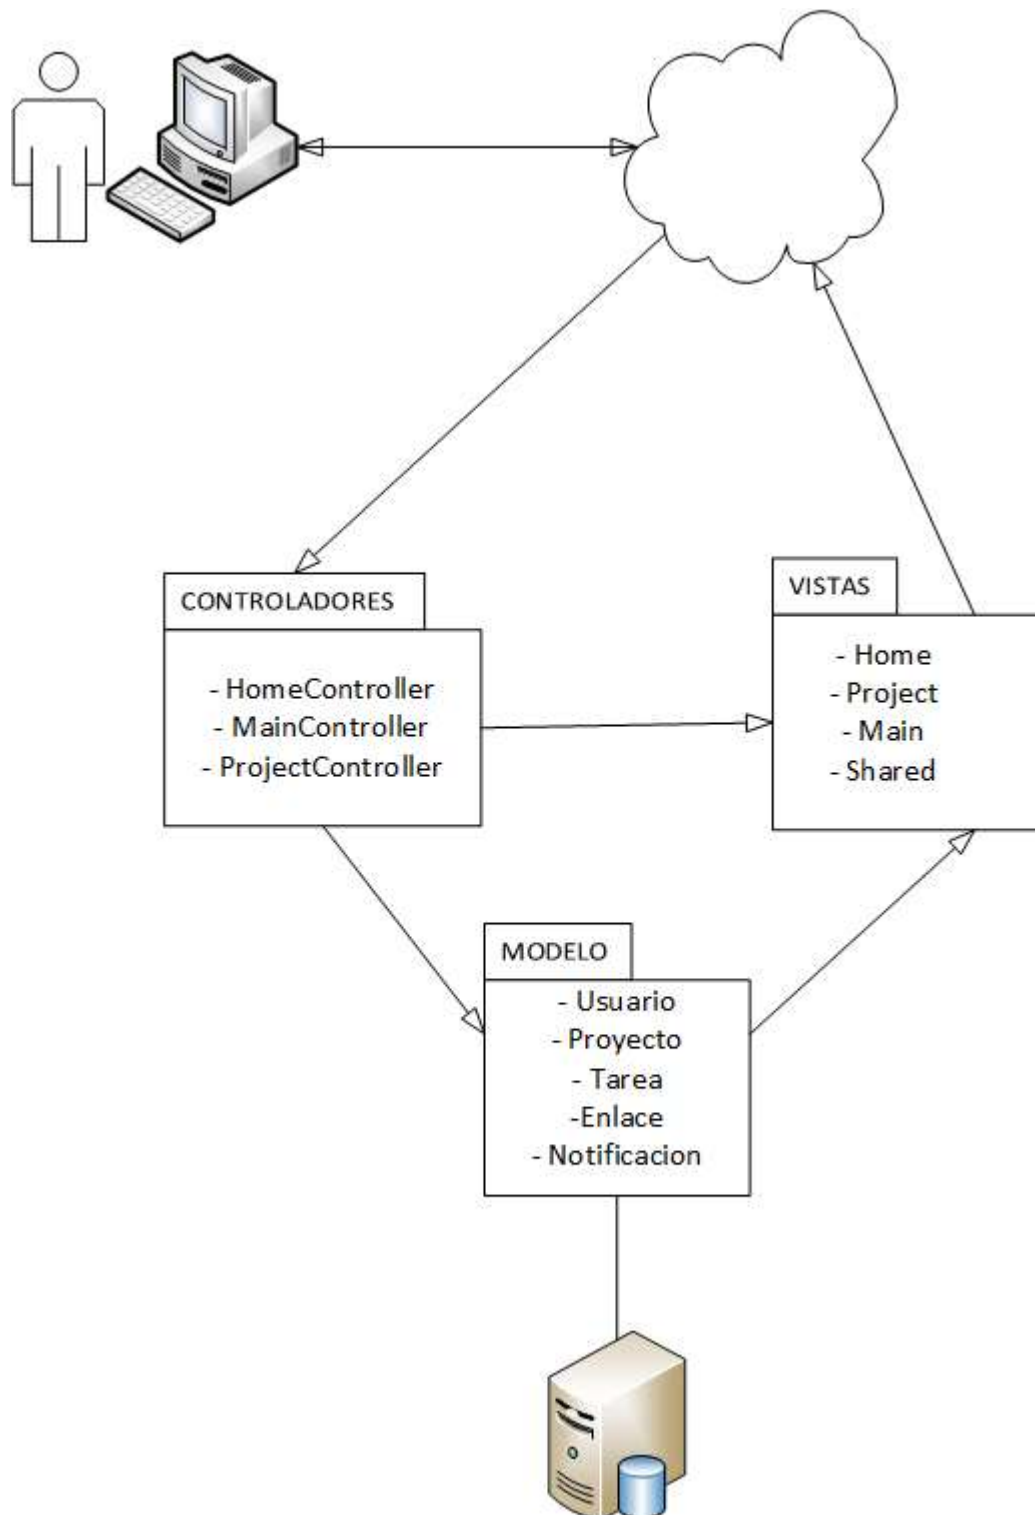 CONTROLADORES
- HomeController
- MainController
- ProjectController
VISTAS
- Home
- Project
- Main
- Shared
MODELO
- Usuario
- Proyecto
- Tarea
-Enlace
- Notificacion